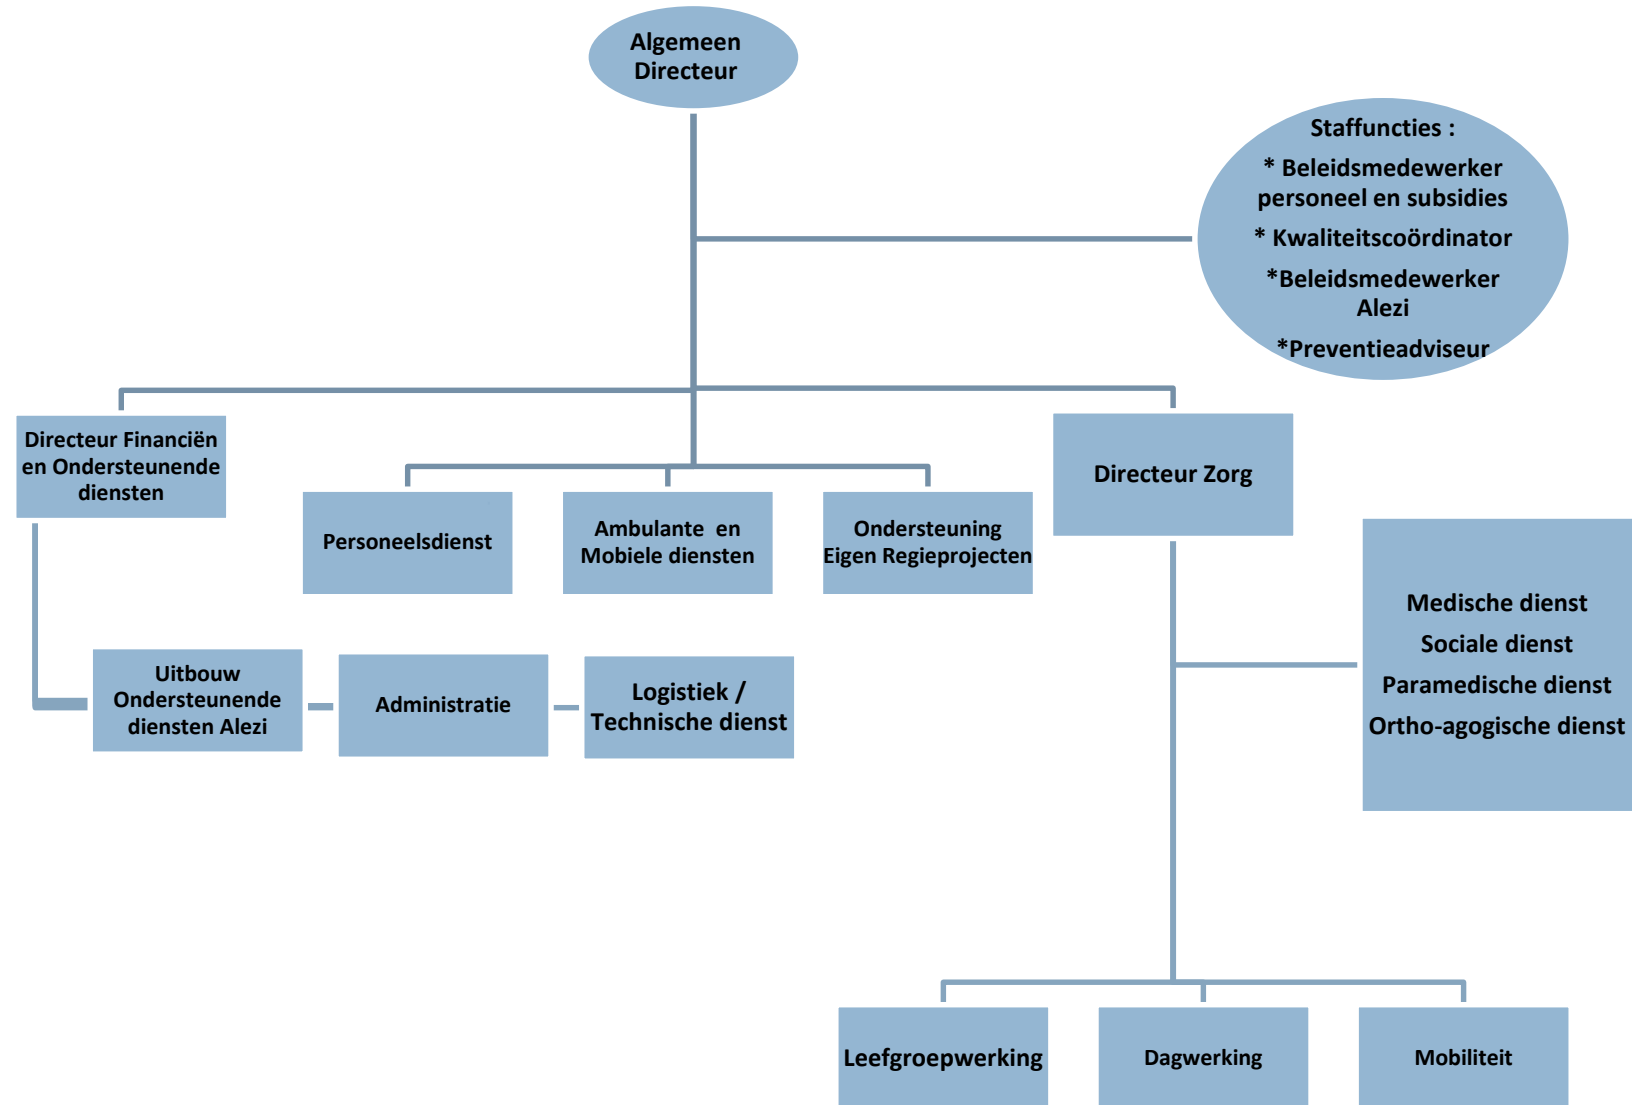 Algemeen
Directeur
Staffuncties :
* Beleidsmedewerker
personeel en subsidies
* Kwaliteitscoördinator
*Beleidsmedewerker
Alezi
*Preventieadviseur
Directeur Financiën
en Ondersteunende
diensten
Directeur Zorg
Personeelsdienst
Ambulante en
Mobiele diensten
Ondersteuning
Eigen Regieprojecten
Medische dienst
Sociale dienst
Paramedische dienst
Ortho-agogische dienst
Uitbouw
Ondersteunende
diensten Alezi
Administratie
Logistiek /
Technische dienst
Leefgroepwerking
Dagwerking
Mobiliteit